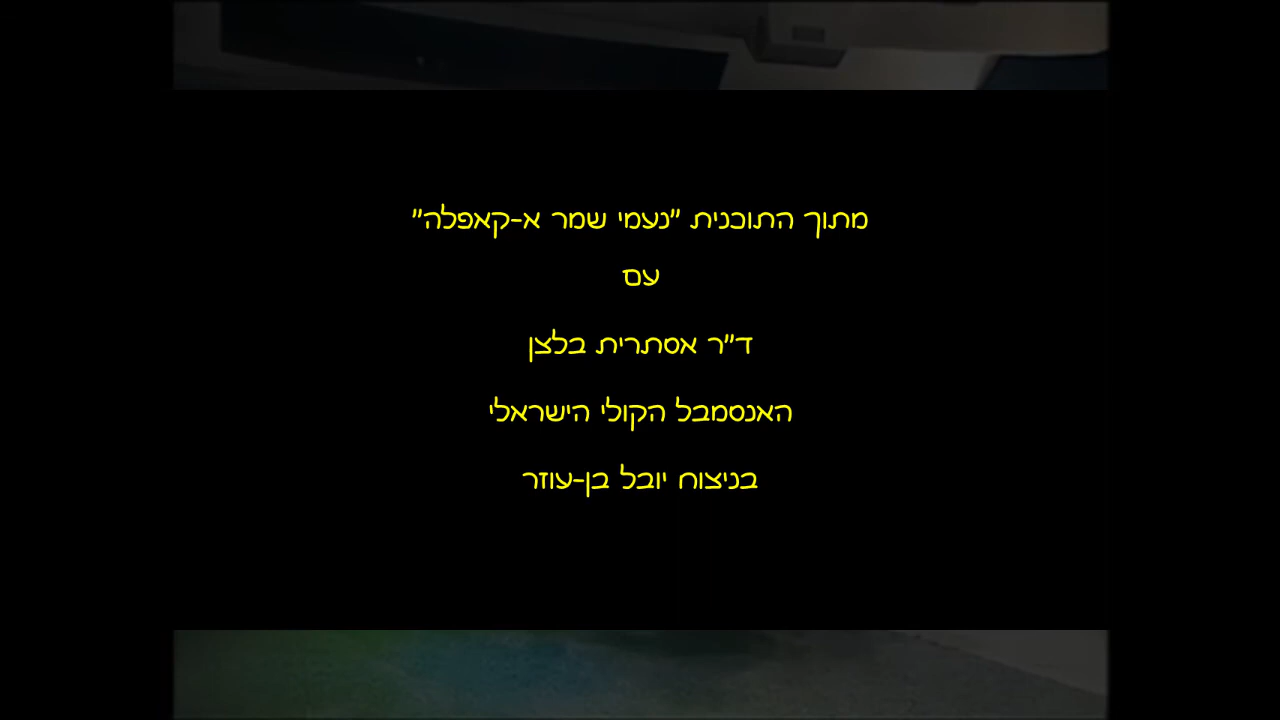 מתוך התוכנית "נעמי שמר א-קאפלה"
עם
ד"ר אסתרית בלצן
האנסמבל הקולי הישראלי
בניצוח יובל בן-עוזר